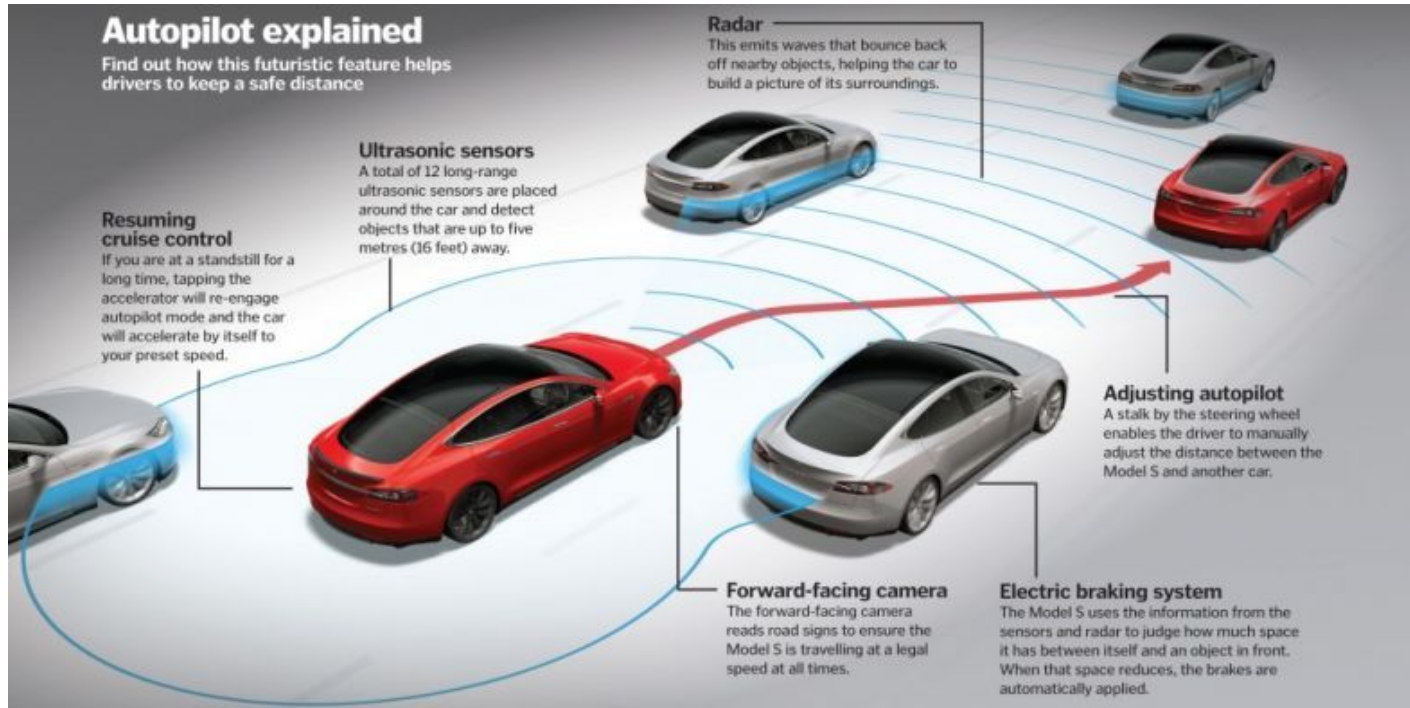 Autopilot explained
Find out how this futuristic feature helps
drivers to keep a safe distance
Radar
This emits waves that bounce back
off nearby objects, helping the car to
build a picture of its surroundings.
Ultrasonic sensors
A total of 12 long-range
ultrasonic sensors are placed
around the car and detect
objects that are up to five
metres (16 feet) away.
Resuming
cruise control
If you are at a standstill for a
long time, tapping the
accelerator will re-engage
autopilot mode and the car
will accelerate by itself to
your preset speed.
Adjusting autopilot
A stalk by the steering wheel
enables the driver to manually
adjust the distance between the
Model S and another car.
Forward-facing camera
The forward-facing camera
reads road signs to ensure the
Model S is travelling at a legal
speed at all times.
Electric braking system
The Model S uses the information from the
sensors and radar to judge how much space
it has between itself and an object in front.
When that space reduces, the brakes are
automatically applied.